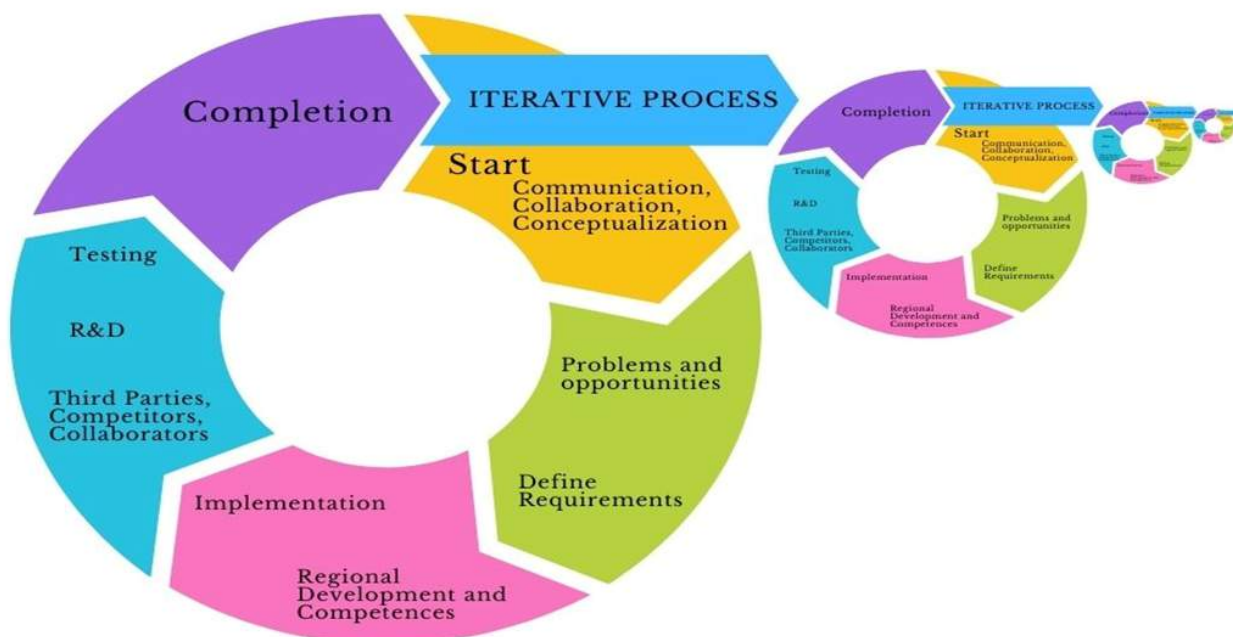 Completion
ITERATIVE PROCESS
Start
Communication,
Collaboration,
Conceptualization
Problems and
opportunities
Define
Requirements
Implementation
Regional
Development and
Competences
Testing
R&D
Third Parties,
Competitors,
Collaborators
Completion
ITERATIVE PROCESS
Start
Communication,
Collaboration,
Conceptualization
Problems and
opportunities
Define
Requirements
Implementation
Regional
Development and
Competences
Testing
R&D
Third Parties,
Competitors,
Collaborators
Completion